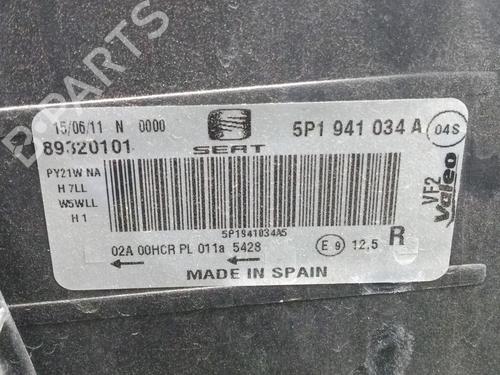 B-PARTS
15/06/11 N 0000
SEAT
5P1 941 034 A
04S
89320101
PY21W NA
H 7LL
W5WLL
H 1
5P1941034AS
VF2
Valeo
02A 00HCR PL 011a 5428
E 9
12,5
R
MADE IN SPAIN